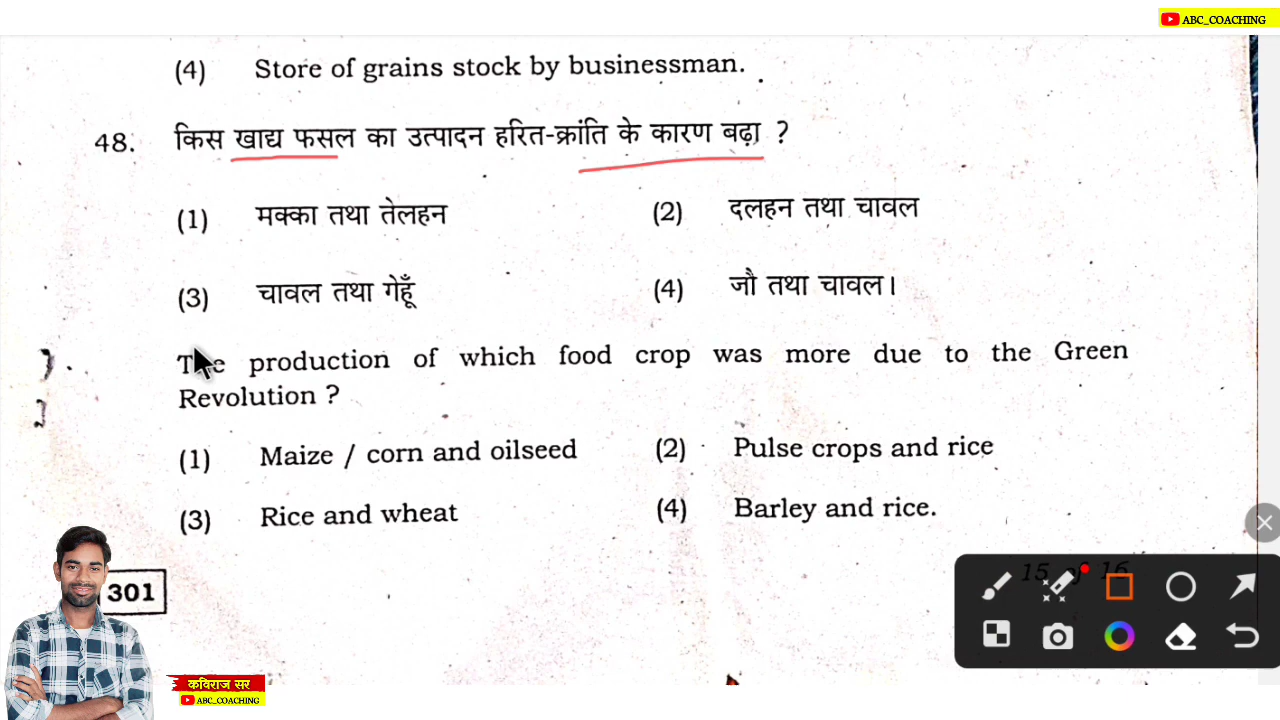 ABC_COACHING
(4) Store of grains stock by businessman.
48. किस खाद्य फसल का उत्पादन हरित-क्रांति के कारण बढ़ा ?
(1) मक्का तथा तेलहन (2) दलहन तथा चावल
(3) चावल तथा गेहूँ (4) जौ तथा चावल।
The production of which food crop was more due to the Green
Revolution ?
(1) Maize / corn and oilseed (2) Pulse crops and rice
(3) Rice and wheat (4) Barley and rice.
15 of 16
301
कविराज सर
ABC_COACHING